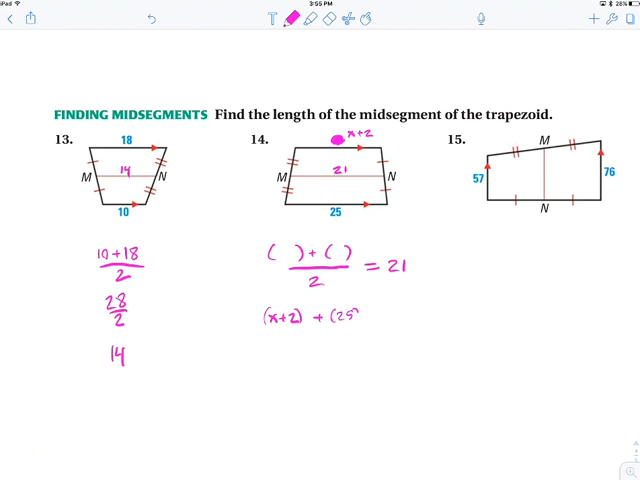 iPad
3:55 PM
28%
T
FINDING MIDSEGMENTS Find the length of the midsegment of the trapezoid.
13.
18
M
14
N
10
14.
x+2
M
21
N
25
15.
M
57
76
N
10 + 18
2
28
2
14
( ) + ( )
2
= 21
(x+2) + (25